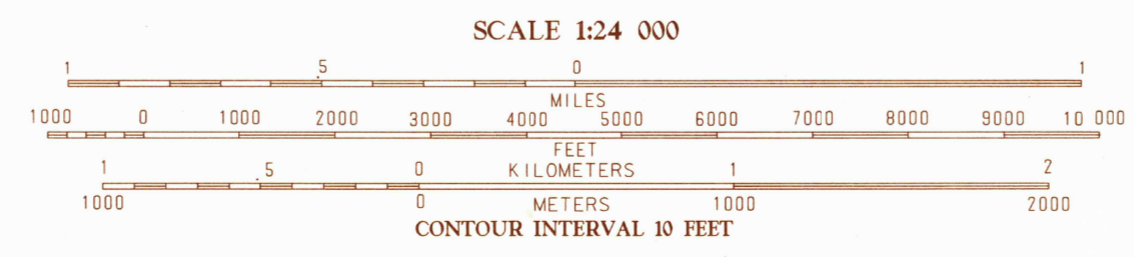 SCALE 1:24 000
1 .5 0 1
MILES
1000 0 1000 2000 3000 4000 5000 6000 7000 8000 9000 10 000
FEET
1 .5 0 KILOMETERS 1 2
1000 0 METERS 1000 2000
CONTOUR INTERVAL 10 FEET